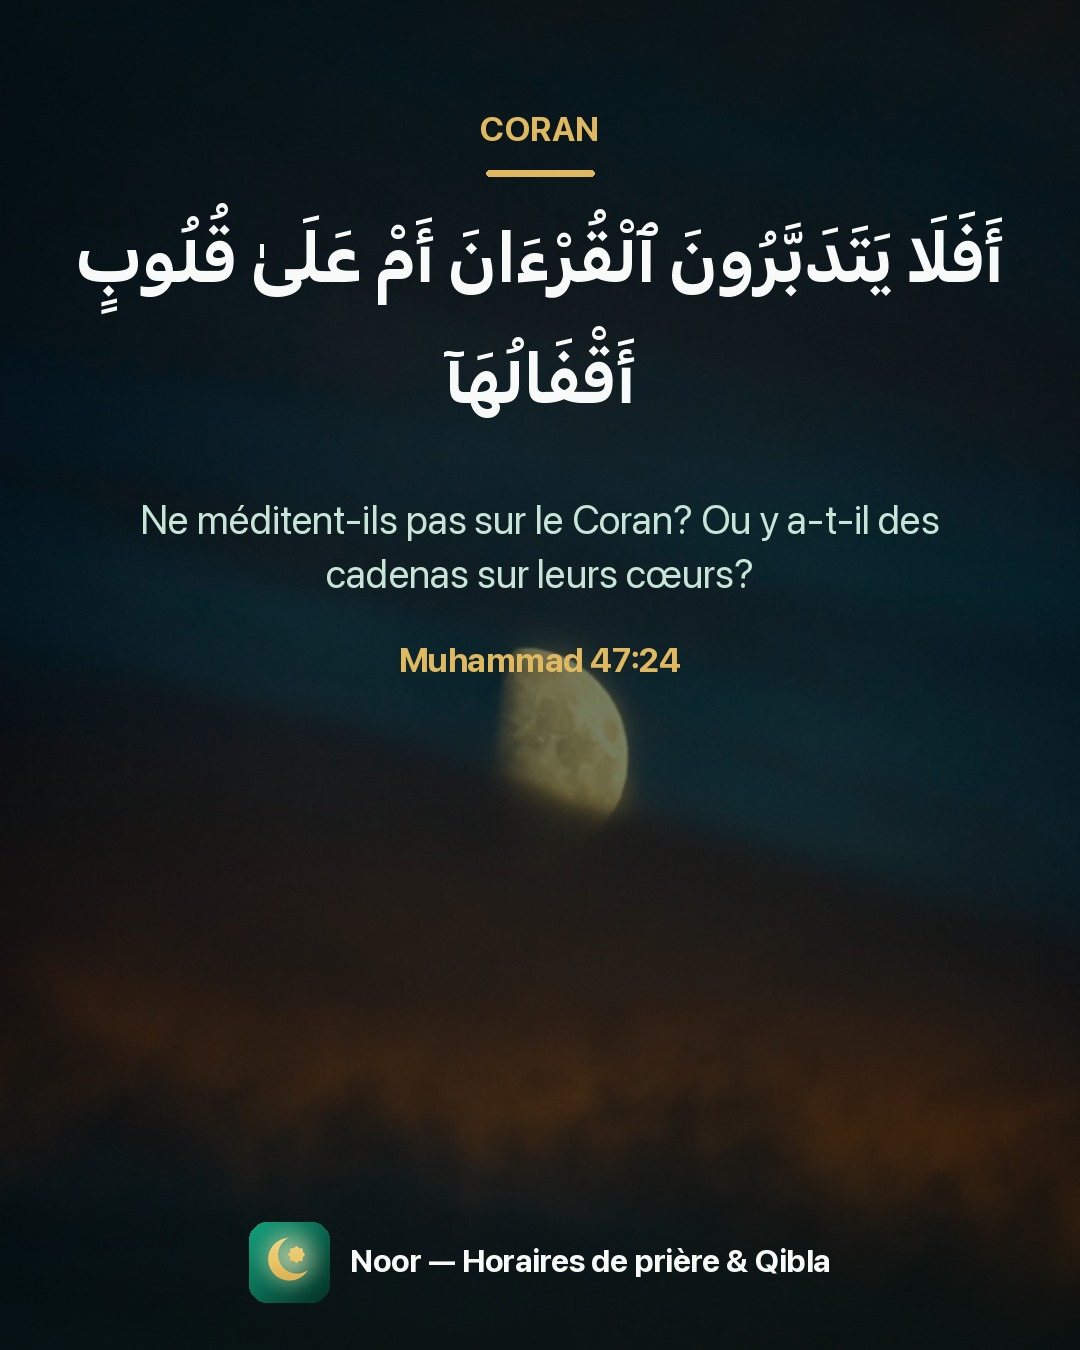 CORAN
أَفَلَا يَتَدَبَّرُونَ ٱلْقُرْءَانَ أَمْ عَلَىٰ قُلُوبٍ
أَقْفَالُهَآ
Ne méditent-ils pas sur le Coran? Ou y a-t-il des
cadenas sur leurs cœurs?
Muhammad 47:24
Noor — Horaires de prière & Qibla